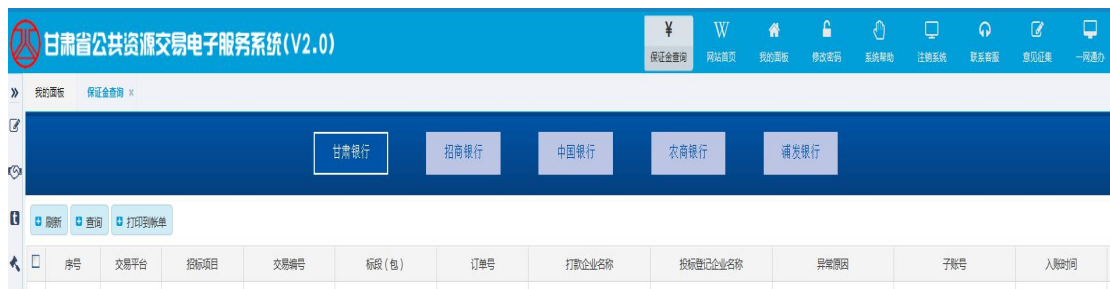 甘肃省公共资源交易电子服务系统(V2.0)
¥ 保证金查询 W 网站首页 我的面板 修改密码 系统帮助 注销系统 联系客服 意见征集 一网通办
» 我的面板 保证金查询 ×
甘肃银行 招商银行 中国银行 农商银行 浦发银行
刷新 查询 打印到帐单
序号 交易平台 招标项目 交易编号 标段(包) 订单号 打款企业名称 投标登记企业名称 异常原因 子账号 入账时间